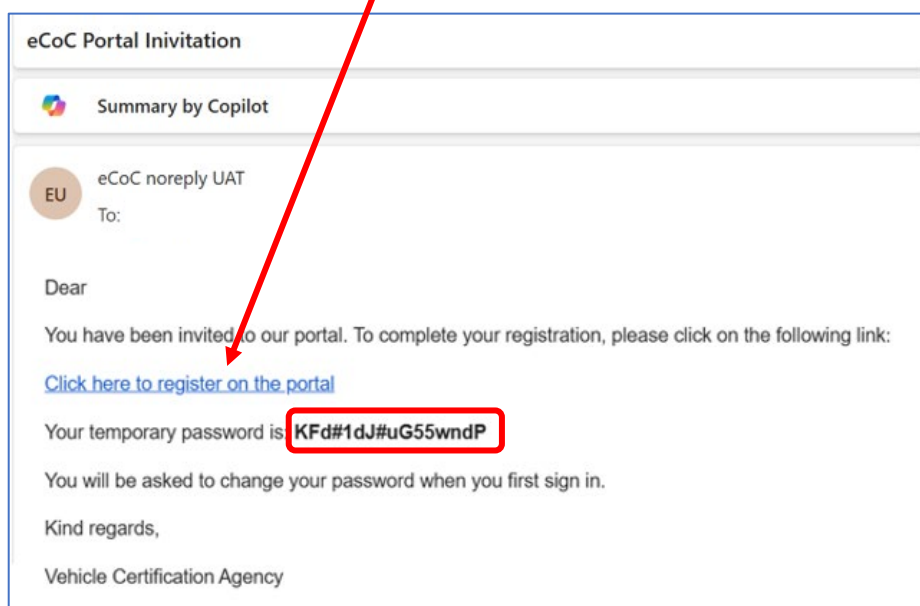 eCoC Portal Inivitation
Summary by Copilot
EU
eCoC noreply UAT
To:
Dear
You have been invited to our portal. To complete your registration, please click on the following link:
Click here to register on the portal
Your temporary password is: KFd#1dJ#uG55wndP
You will be asked to change your password when you first sign in.
Kind regards,
Vehicle Certification Agency